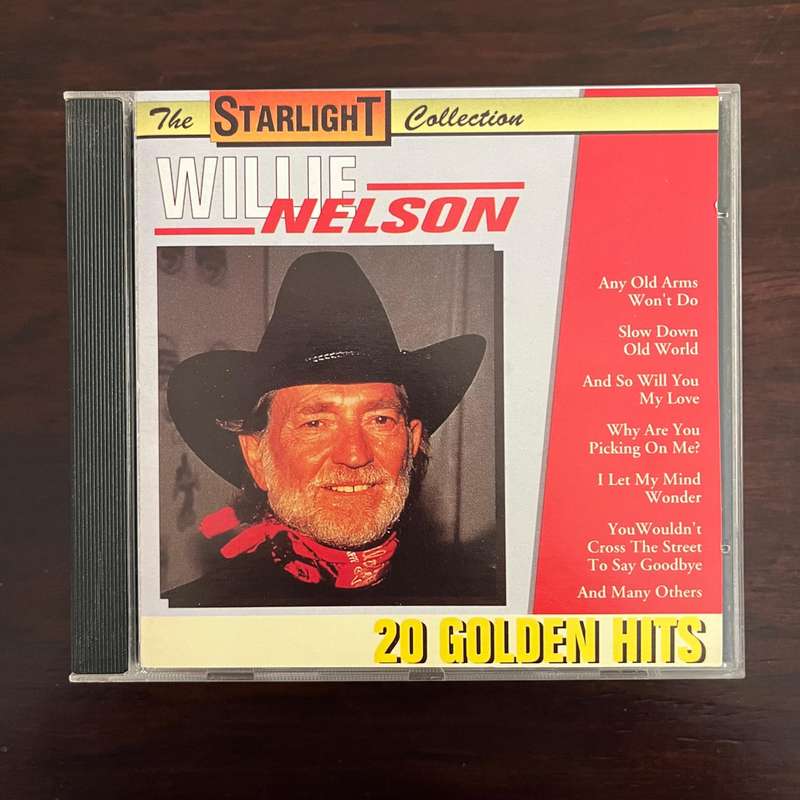 The STARLIGHT Collection
WILLIE
NELSON
Any Old Arms
Won't Do
Slow Down
Old World
And So Will You
My Love
Why Are You
Picking On Me?
I Let My Mind
Wonder
YouWouldn't
Cross The Street
To Say Goodbye
And Many Others
20 GOLDEN HITS